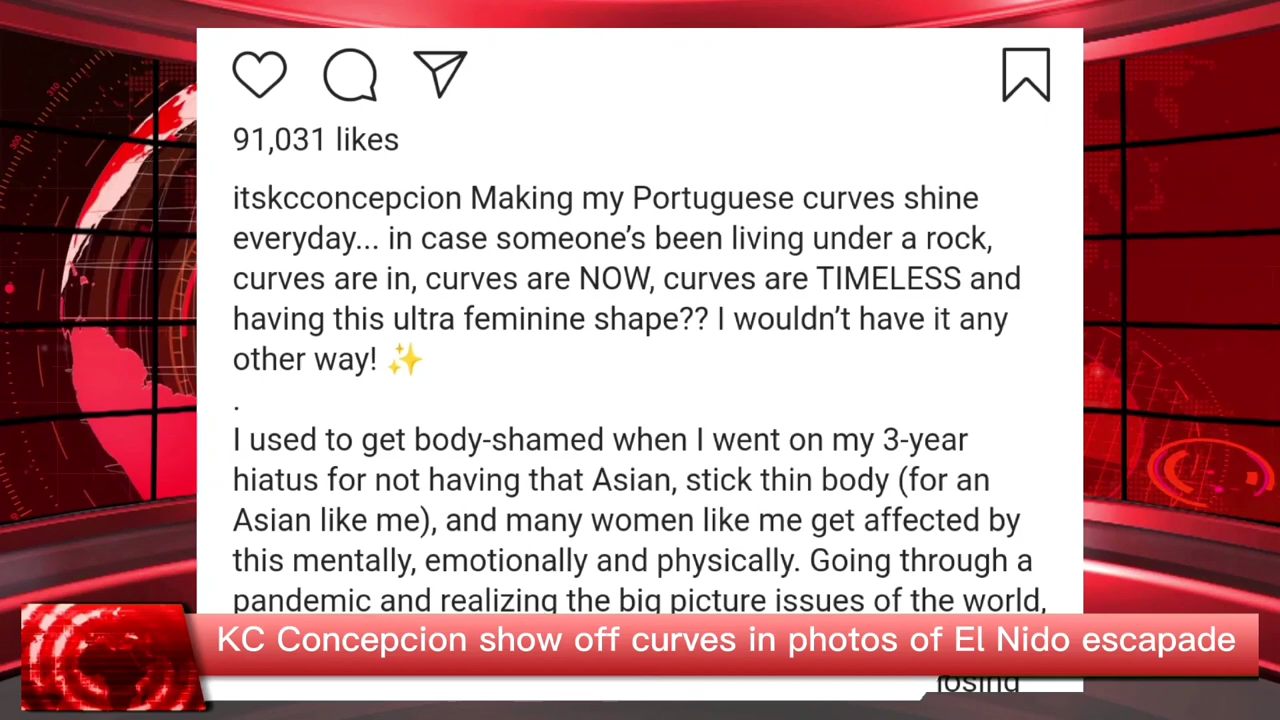 91,031 likes
itskcconcepcion Making my Portuguese curves shine
everyday... in case someone’s been living under a rock,
curves are in, curves are NOW, curves are TIMELESS and
having this ultra feminine shape?? I wouldn’t have it any
other way! ✨
.
I used to get body-shamed when I went on my 3-year
hiatus for not having that Asian, stick thin body (for an
Asian like me), and many women like me get affected by
this mentally, emotionally and physically. Going through a
pandemic and realizing the big picture issues of the world,
KC Concepcion show off curves in photos of El Nido escapade